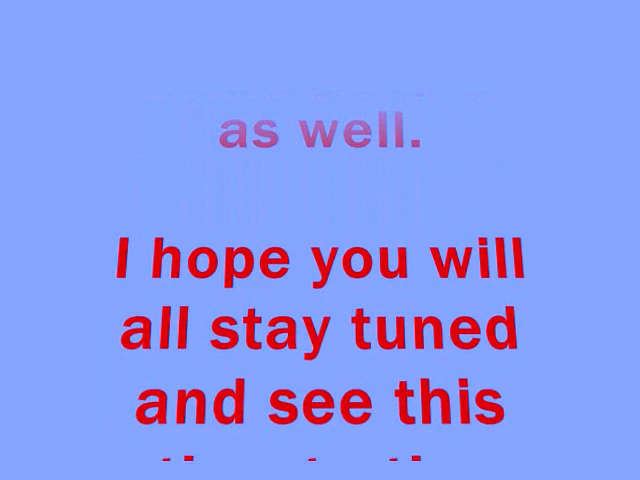 as well.
I hope you will
all stay tuned
and see this